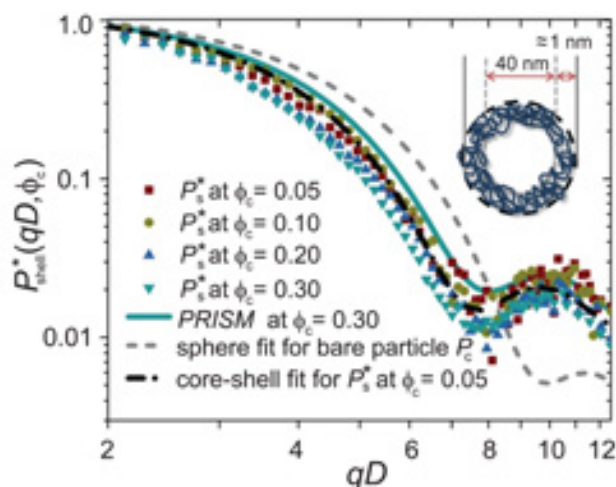 1.0
0.1
0.01
P*shell(qD,ϕc)
≈1 nm
40 nm
P*s at ϕc = 0.05
P*s at ϕc = 0.10
P*s at ϕc = 0.20
P*s at ϕc = 0.30
PRISM at ϕc = 0.30
sphere fit for bare particle Pc
core-shell fit for P*s at ϕc = 0.05
2 4 6 8 10 12
qD